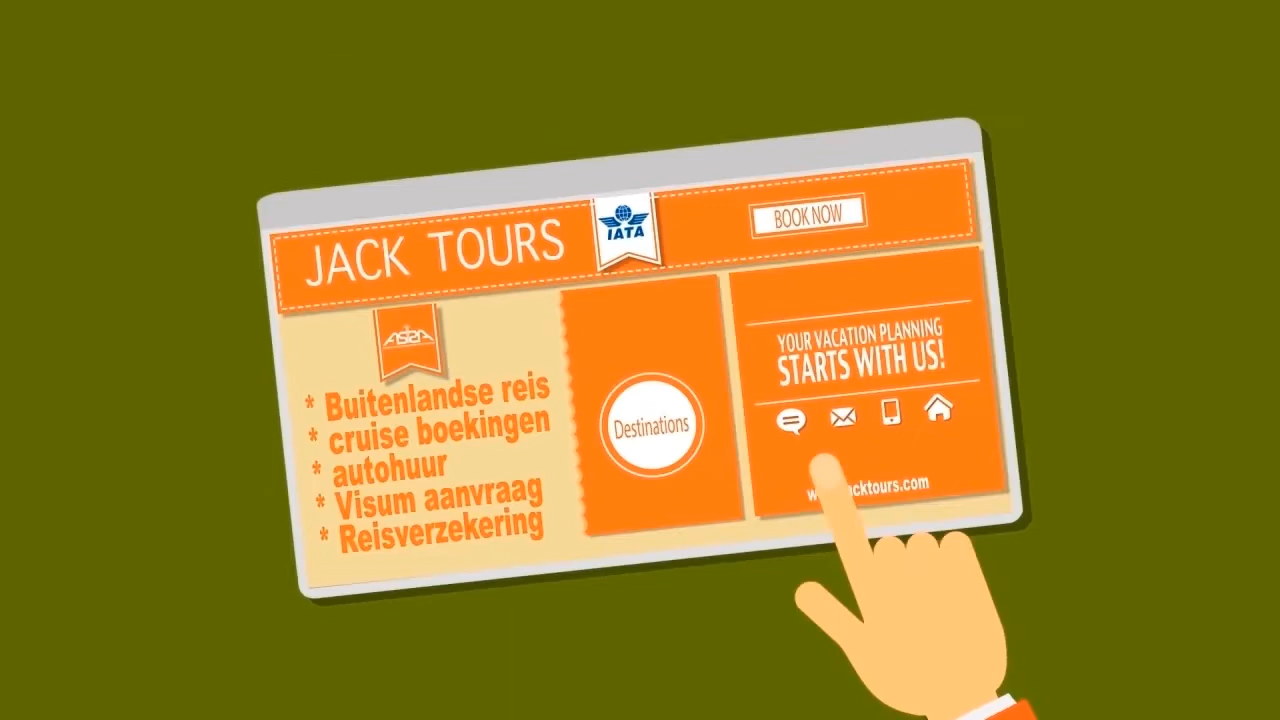 JACK TOURS
IATA
BOOK NOW
* Buitenlandse reis
* cruise boekingen
* autohuur
* Visum aanvraag
* Reisverzekering
Destinations
YOUR VACATION PLANNING
STARTS WITH US!